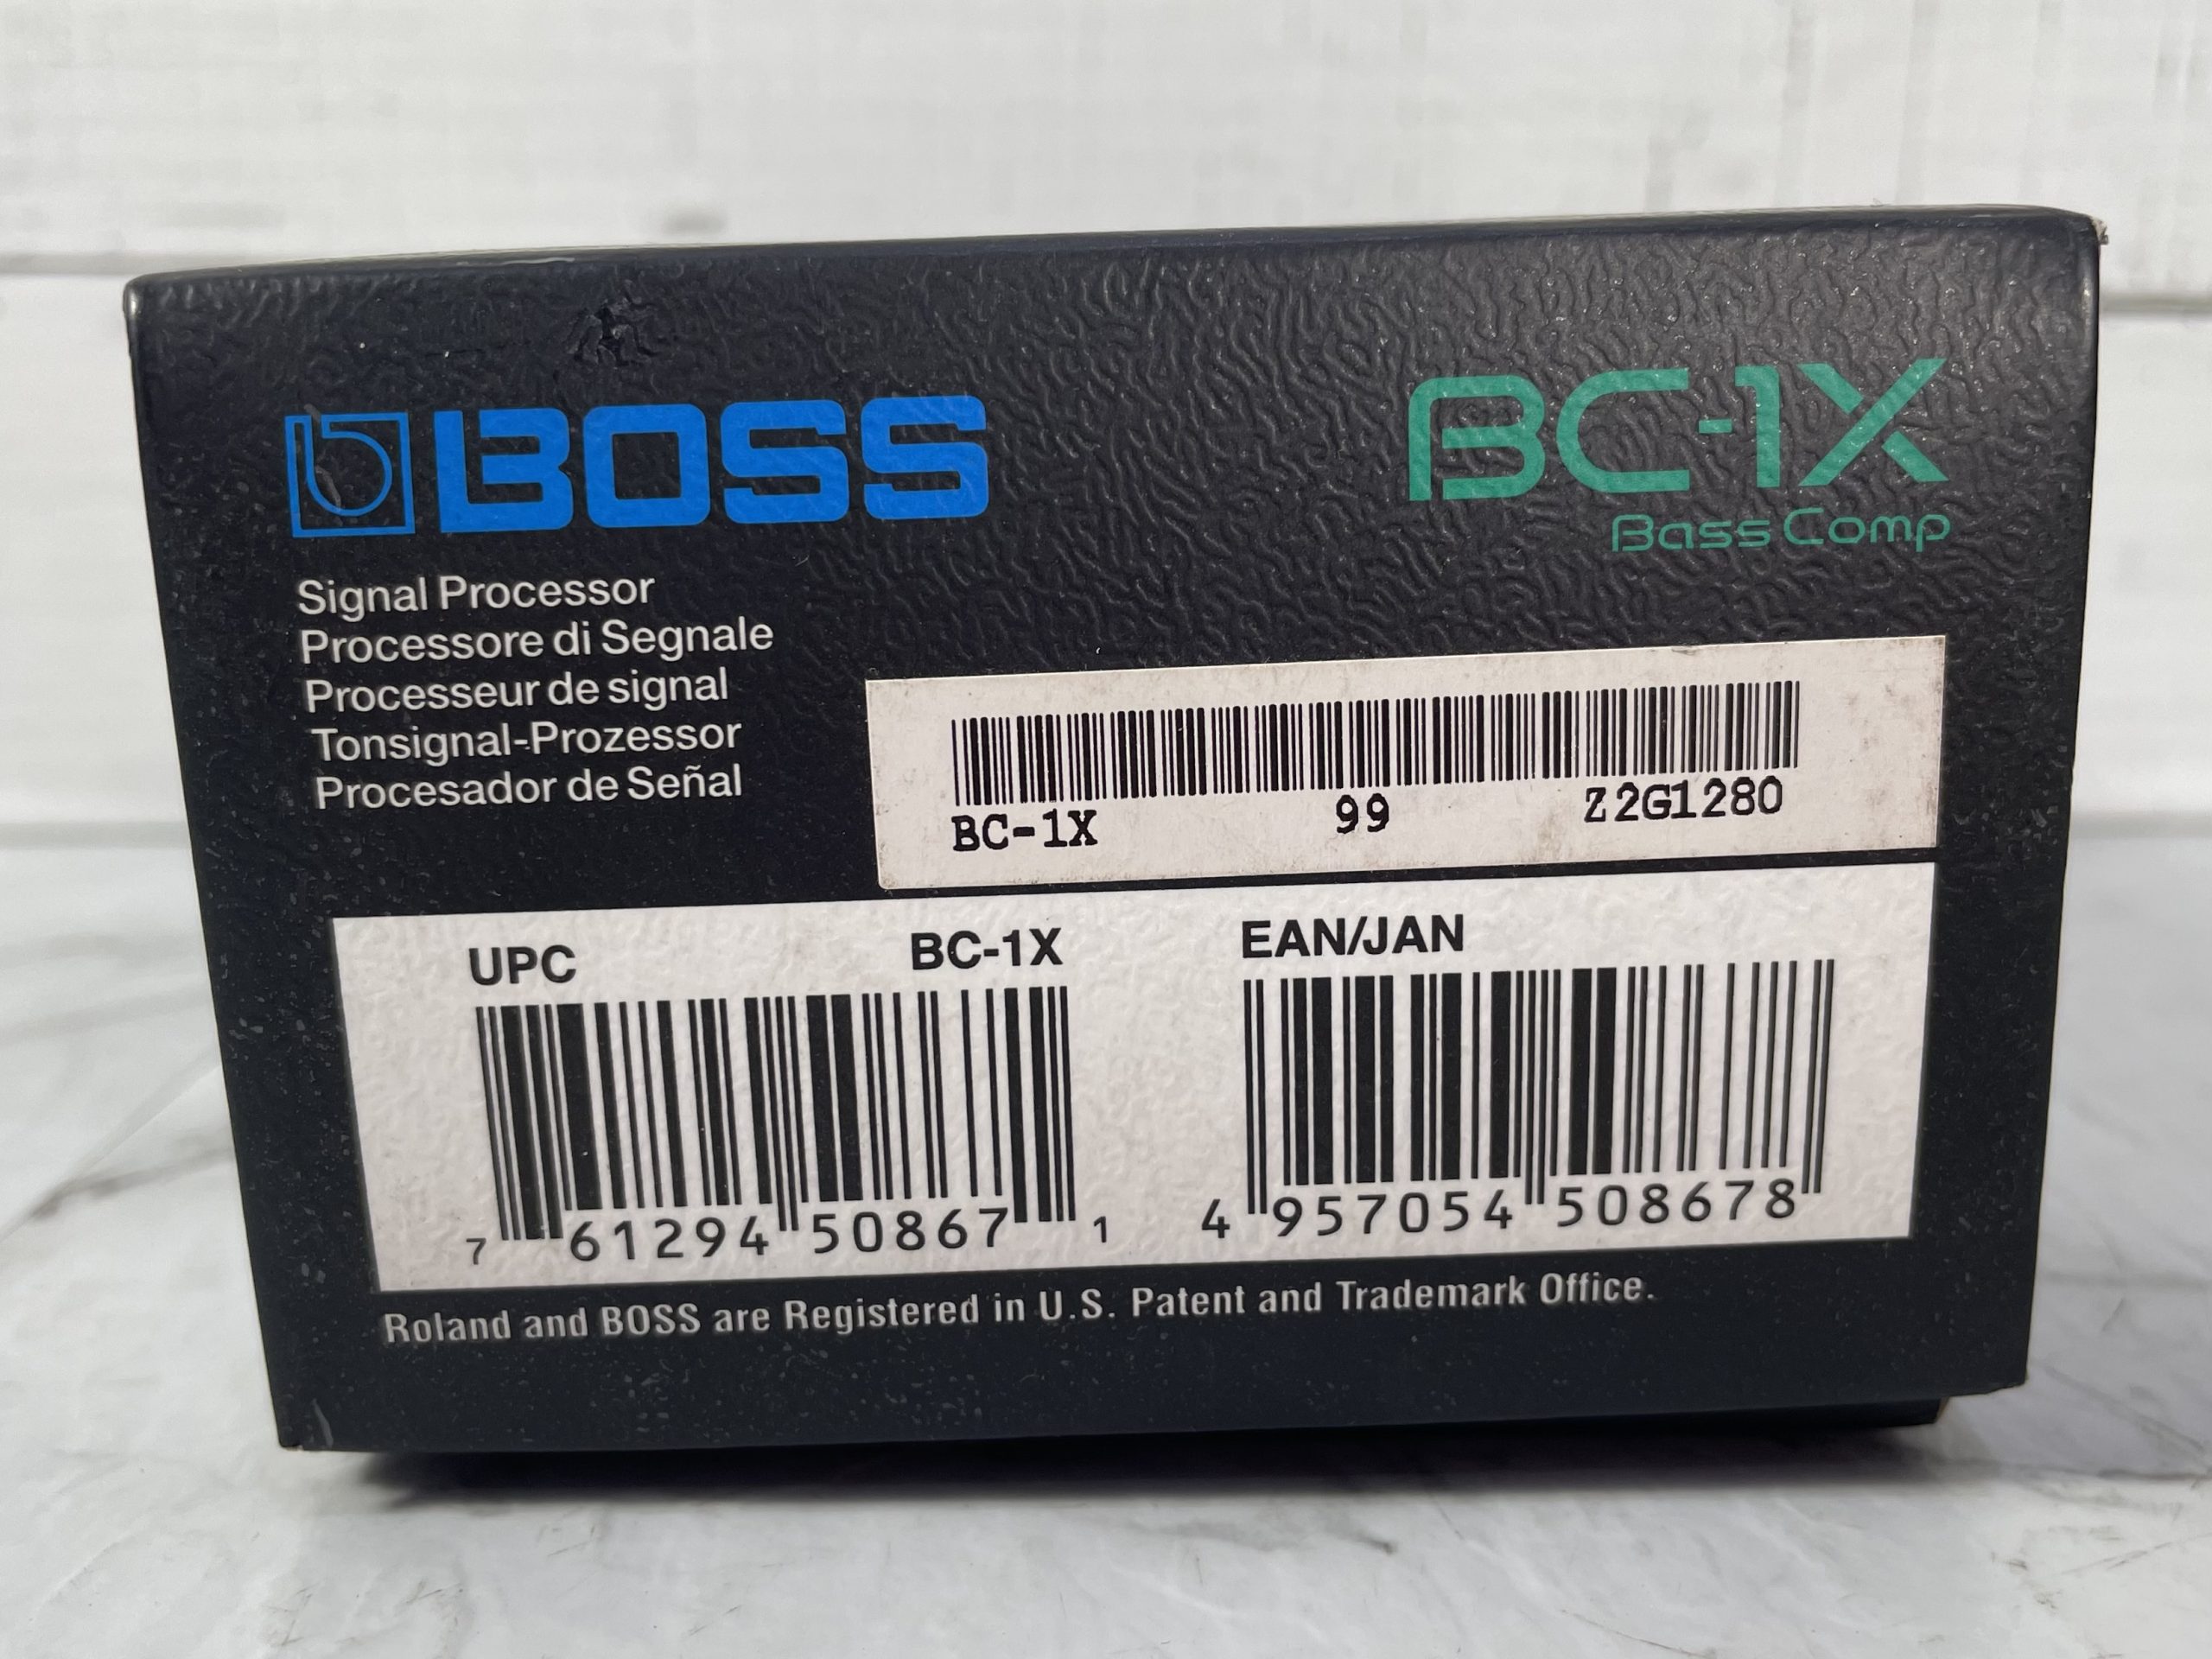 BOSS
BC-1X
Bass Comp
Signal Processor
Processore di Segnale
Processeur de signal
Tonsignal-Prozessor
Procesador de Señal
BC-1X 99 Z2G1280
UPC BC-1X EAN/JAN
7 61294 50867 1 4 957054 508678
Roland and BOSS are Registered in U.S. Patent and Trademark Office.